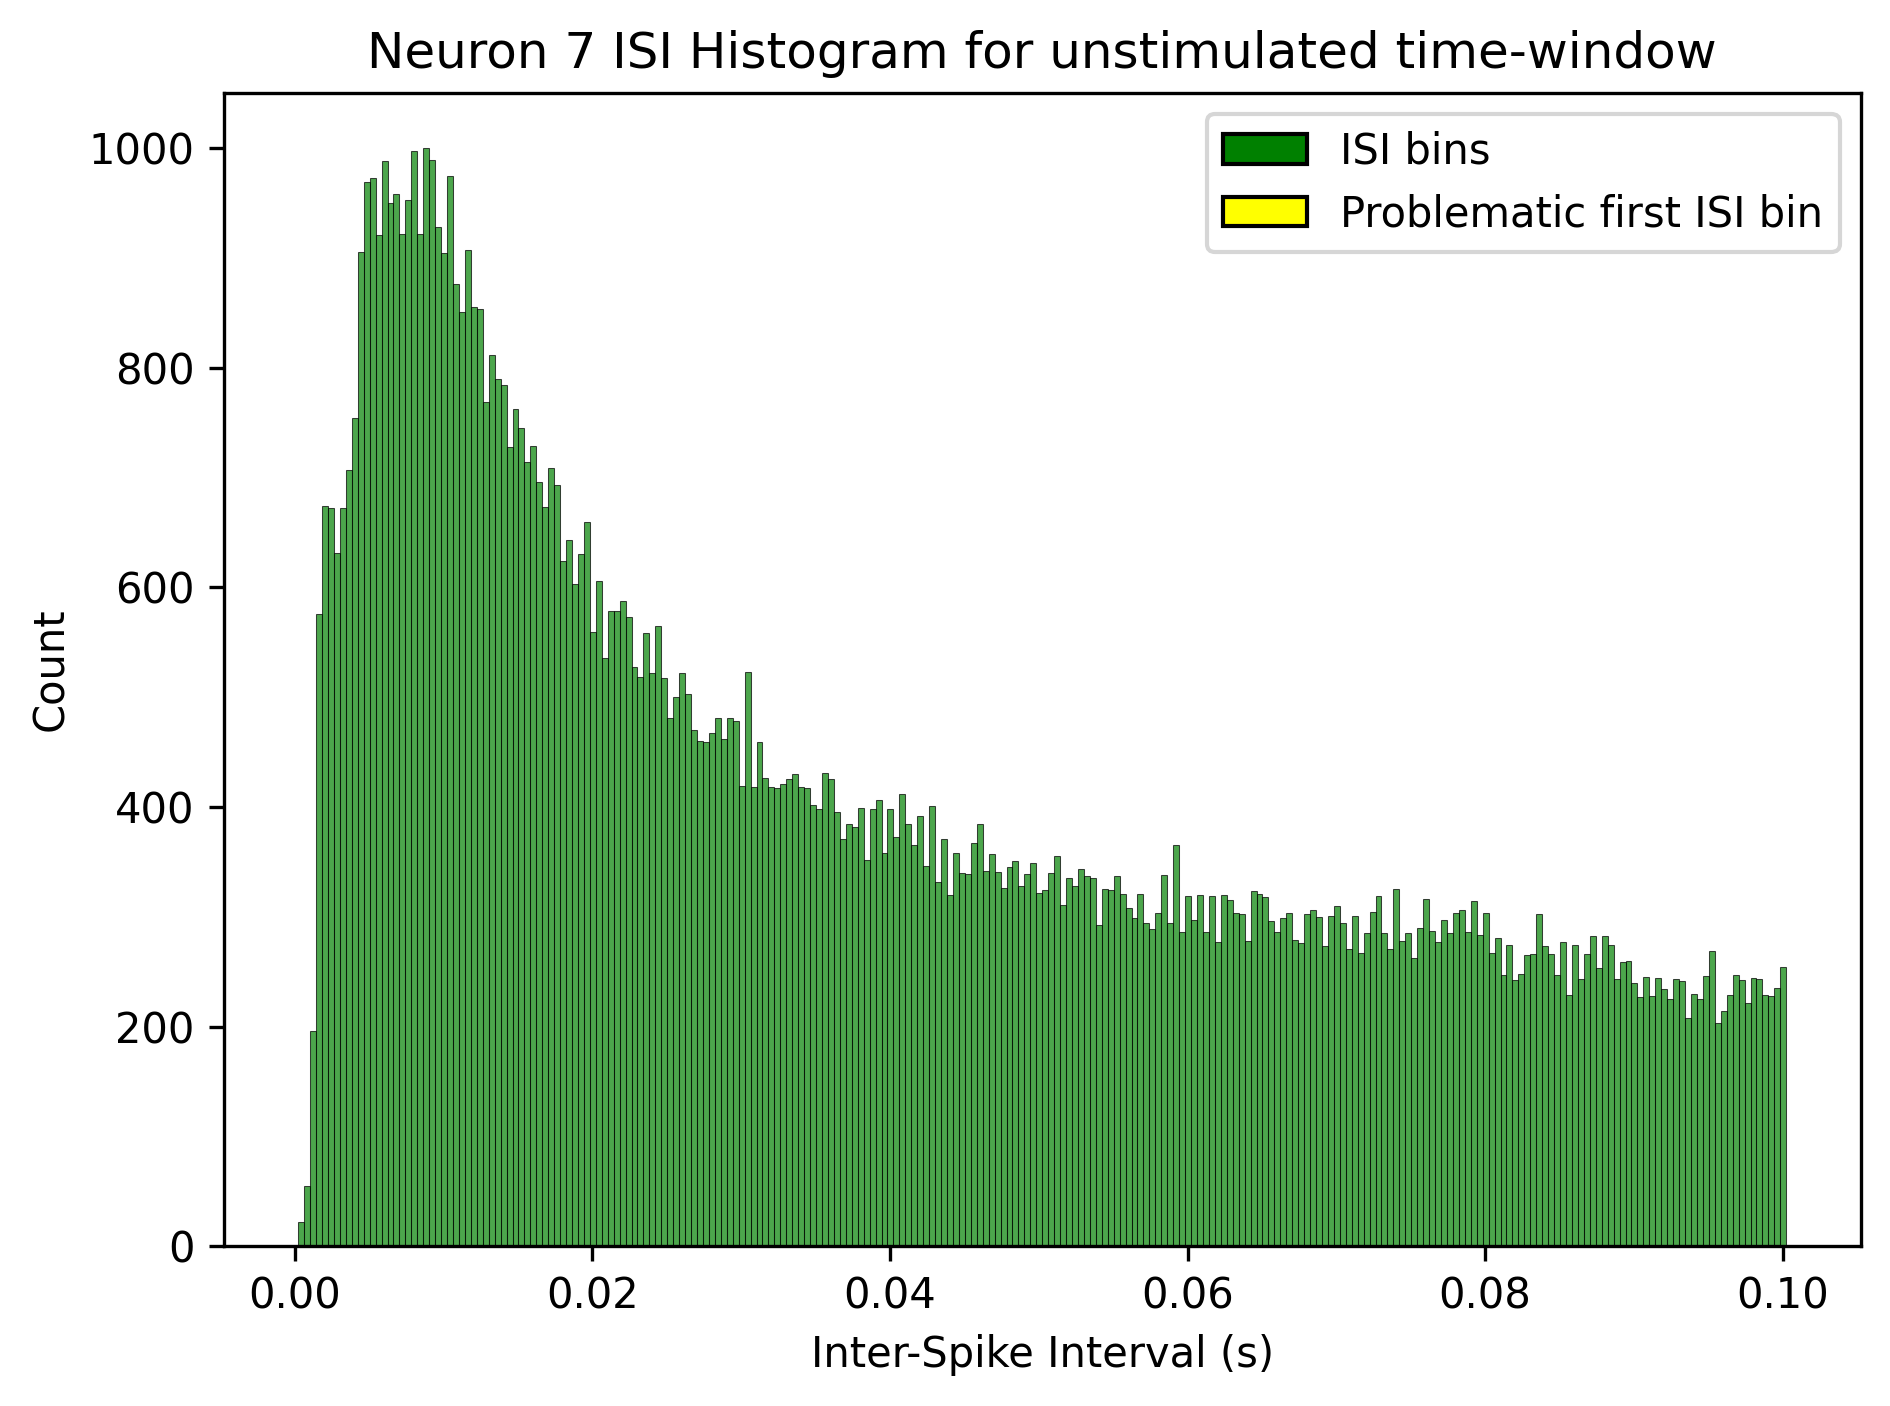 Neuron 7 ISI Histogram for unstimulated time-window
ISI bins
Problematic first ISI bin
Count
1000
800
600
400
200
0
0.00 0.02 0.04 0.06 0.08 0.10
Inter-Spike Interval (s)